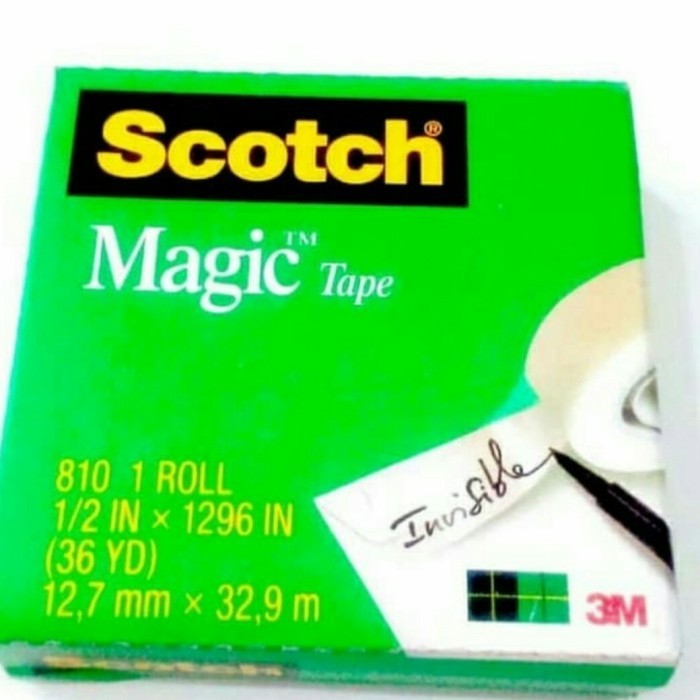 Scotch®
Magic™ Tape
810 1 ROLL
1/2 IN × 1296 IN
(36 YD)
12,7 mm × 32,9 m
Invisible
3M